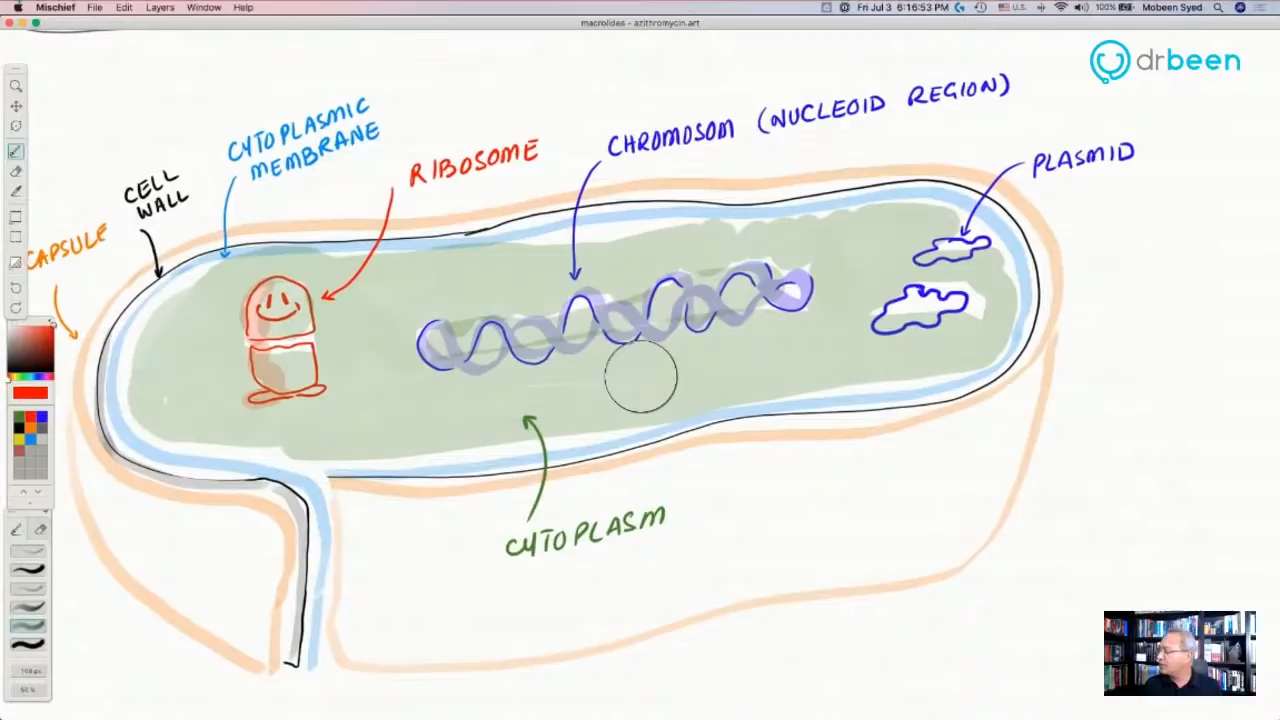 Mischief File Edit Layers Window Help
U.S. 100% Fri Jul 3 6:16:53 PM Mobeen Syed
macrolides - azithromycin.art
drbeen
CHROMOSOM (NUCLEOID REGION)
CYTOPLASMIC
MEMBRANE
RIBOSOME
PLASMID
CELL
WALL
CAPSULE
CYTOPLASM
50 %